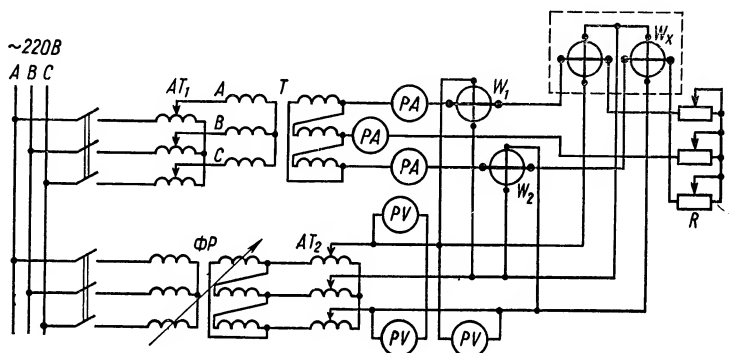 ~220В
A B C
AT₁
A
B
C
T
PA
PA
PA
W₁
W₂
Wₓ
R
ФР
AT₂
PV
PV
PV